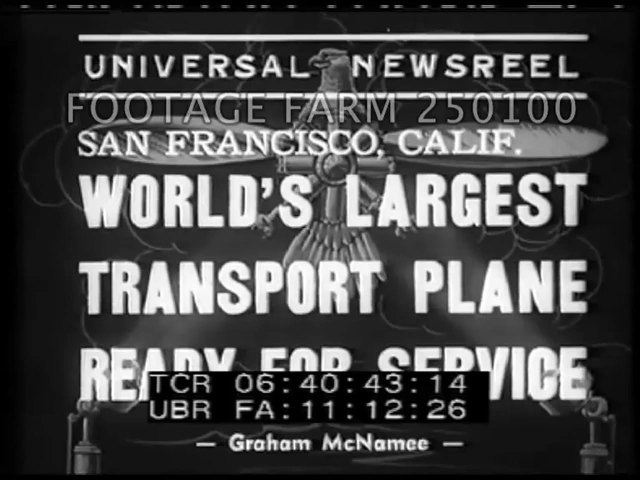 UNIVERSAL NEWSREEL
FOOTAGE FARM 250100
SAN FRANCISCO, CALIF.
WORLD'S LARGEST
TRANSPORT PLANE
READY FOR SERVICE
TCR 06:40:43:14
UBR FA:11:12:26
— Graham McNamee —